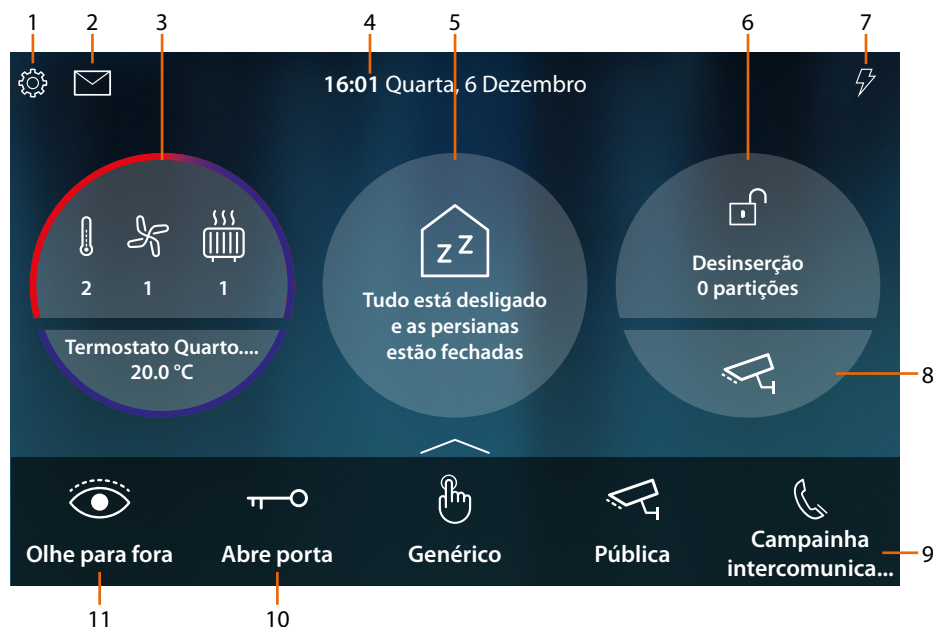 1 2 3 4 5 6 7
16:01 Quarta, 6 Dezembro
2 1 1
Termostato Quarto....
20.0 °C
z Z
Tudo está desligado
e as persianas
estão fechadas
Desinserção
0 partições
8
Olhe para fora
Abre porta
Genérico
Pública
Campainha
intercomunica...
9
11 10